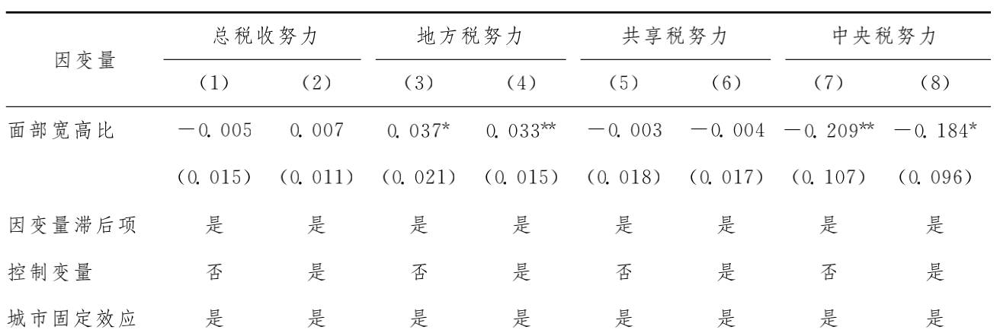 总税收努力 地方税努力 共享税努力 中央税努力
因变量
(1) (2) (3) (4) (5) (6) (7) (8)
面部宽高比 －0.005 0.007 0.037* 0.033** －0.003 －0.004 －0.209** －0.184*
(0.015) (0.011) (0.021) (0.015) (0.018) (0.017) (0.107) (0.096)
因变量滞后项 是 是 是 是 是 是 是 是
控制变量 否 是 否 是 否 是 否 是
城市固定效应 是 是 是 是 是 是 是 是